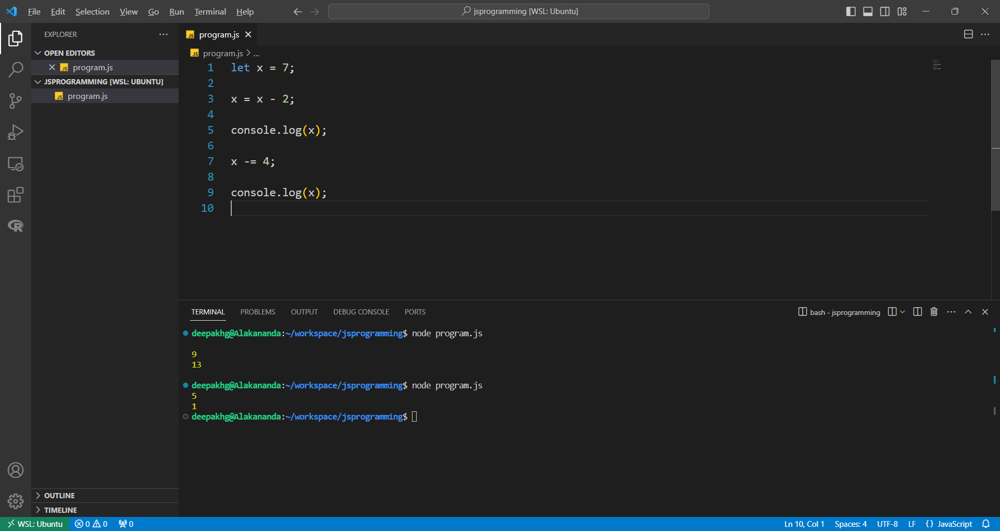 File Edit Selection View Go Run Terminal Help
jsprogramming [WSL: Ubuntu]
EXPLORER
OPEN EDITORS
program.js
JSPROGRAMMING [WSL: UBUNTU]
program.js
OUTLINE
TIMELINE
program.js
program.js > ...
1 let x = 7;
2
3 x = x - 2;
4
5 console.log(x);
6
7 x -= 4;
8
9 console.log(x);
10
TERMINAL PROBLEMS OUTPUT DEBUG CONSOLE PORTS
bash - jsprogramming
deepakhg@Alakananda:~/workspace/jsprogramming$ node program.js
9
13
deepakhg@Alakananda:~/workspace/jsprogramming$ node program.js
5
1
deepakhg@Alakananda:~/workspace/jsprogramming$
WSL: Ubuntu 0 0 0 Ln 10, Col 1 Spaces: 4 UTF-8 LF {} JavaScript